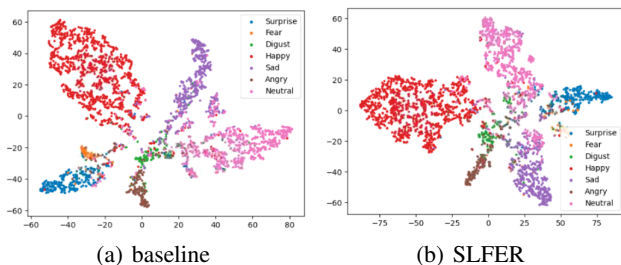 60
40
20
0
−20
−40
−60
−60
−40
−20
0
20
40
60
80
Surprise
Fear
Digust
Happy
Sad
Angry
Neutral
(a) baseline
60
40
20
0
−20
−40
−60
−75
−50
−25
0
25
50
75
Surprise
Fear
Digust
Happy
Sad
Angry
Neutral
(b) SLFER